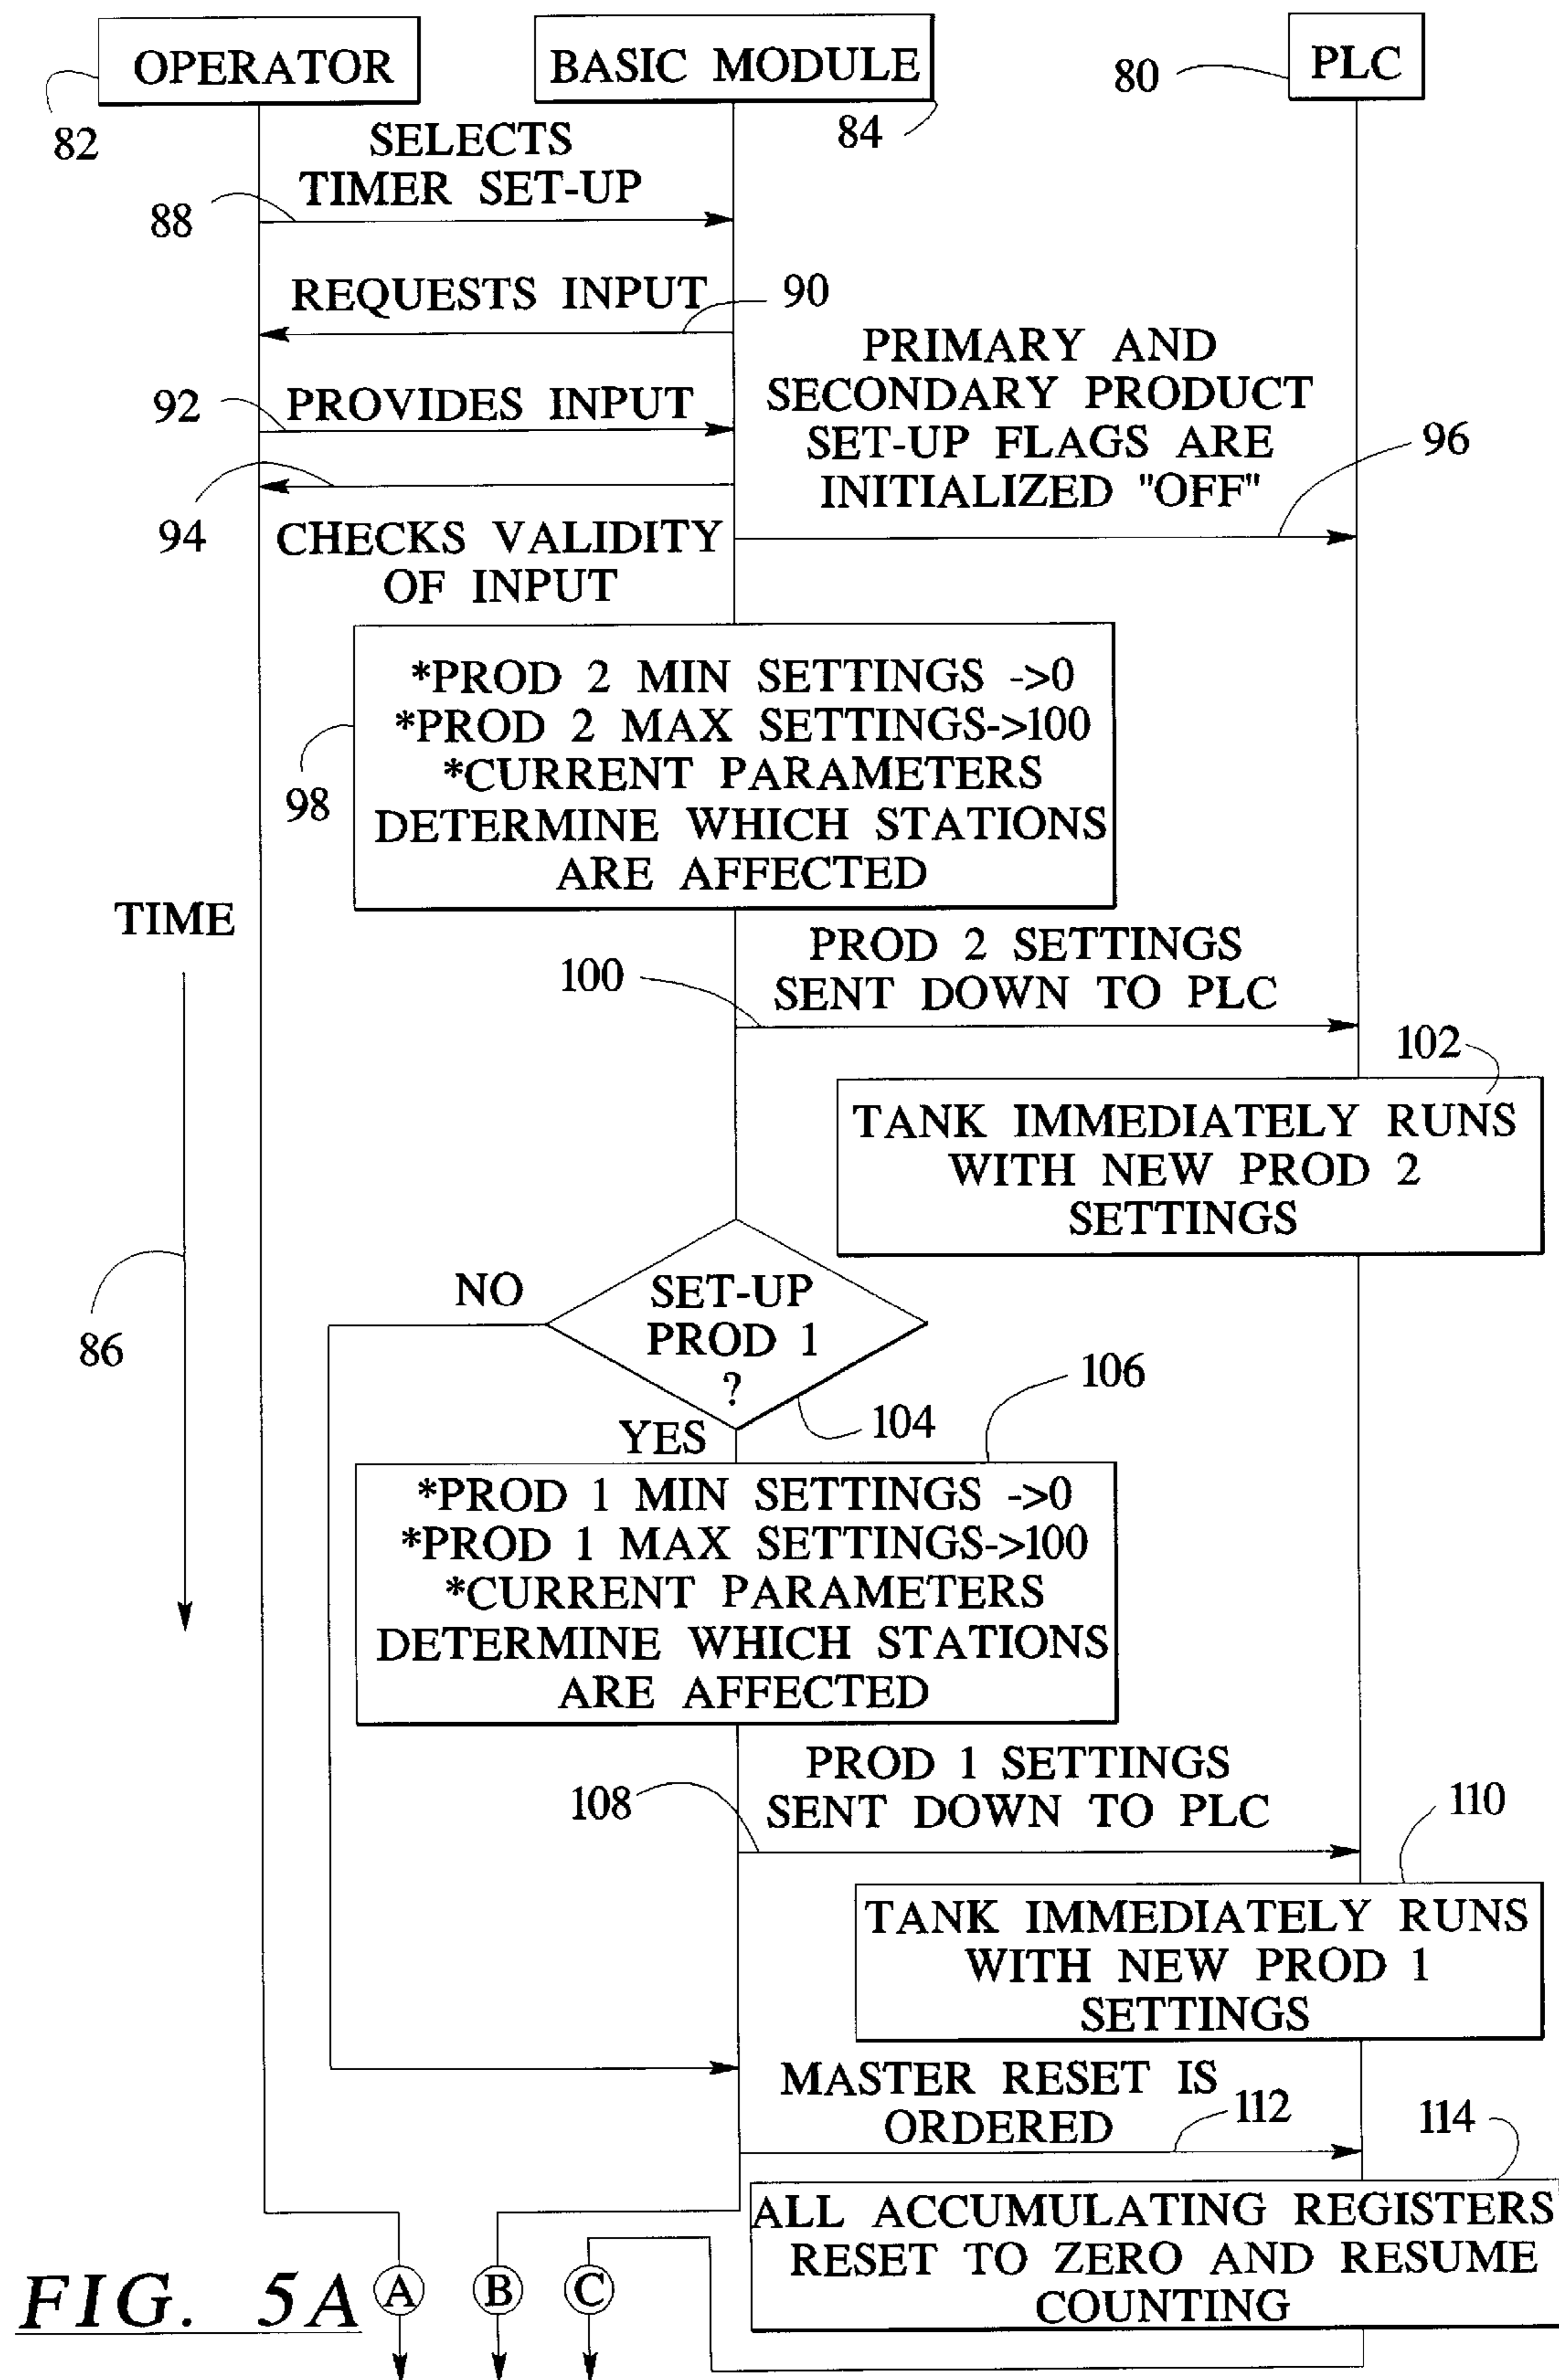 OPERATOR
BASIC MODULE
PLC
80
82
84
SELECTS
TIMER SET-UP
88
REQUESTS INPUT
90
PRIMARY AND
SECONDARY PRODUCT
SET-UP FLAGS ARE
INITIALIZED "OFF"
96
92
PROVIDES INPUT
94
CHECKS VALIDITY
OF INPUT
*PROD 2 MIN SETTINGS ->0
*PROD 2 MAX SETTINGS->100
*CURRENT PARAMETERS
DETERMINE WHICH STATIONS
ARE AFFECTED
98
TIME
PROD 2 SETTINGS
SENT DOWN TO PLC
100
102
TANK IMMEDIATELY RUNS
WITH NEW PROD 2
SETTINGS
86
NO
SET-UP
PROD 1
?
104
YES
106
*PROD 1 MIN SETTINGS ->0
*PROD 1 MAX SETTINGS->100
*CURRENT PARAMETERS
DETERMINE WHICH STATIONS
ARE AFFECTED
PROD 1 SETTINGS
SENT DOWN TO PLC
108
110
TANK IMMEDIATELY RUNS
WITH NEW PROD 1
SETTINGS
MASTER RESET IS
ORDERED
112
114
ALL ACCUMULATING REGISTERS
RESET TO ZERO AND RESUME
COUNTING
FIG. 5A
A
B
C